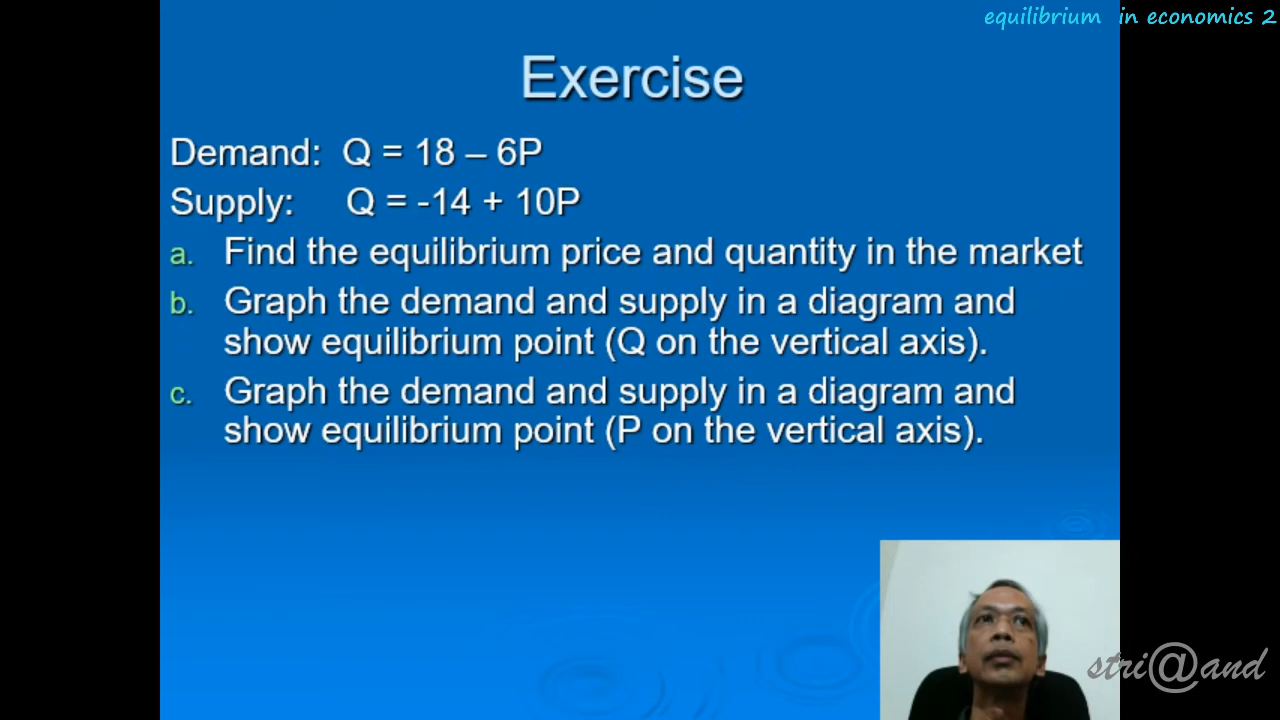 equilibrium in economics 2
Exercise
Demand: Q = 18 – 6P
Supply: Q = -14 + 10P
a. Find the equilibrium price and quantity in the market
b. Graph the demand and supply in a diagram and
show equilibrium point (Q on the vertical axis).
c. Graph the demand and supply in a diagram and
show equilibrium point (P on the vertical axis).
stri@and